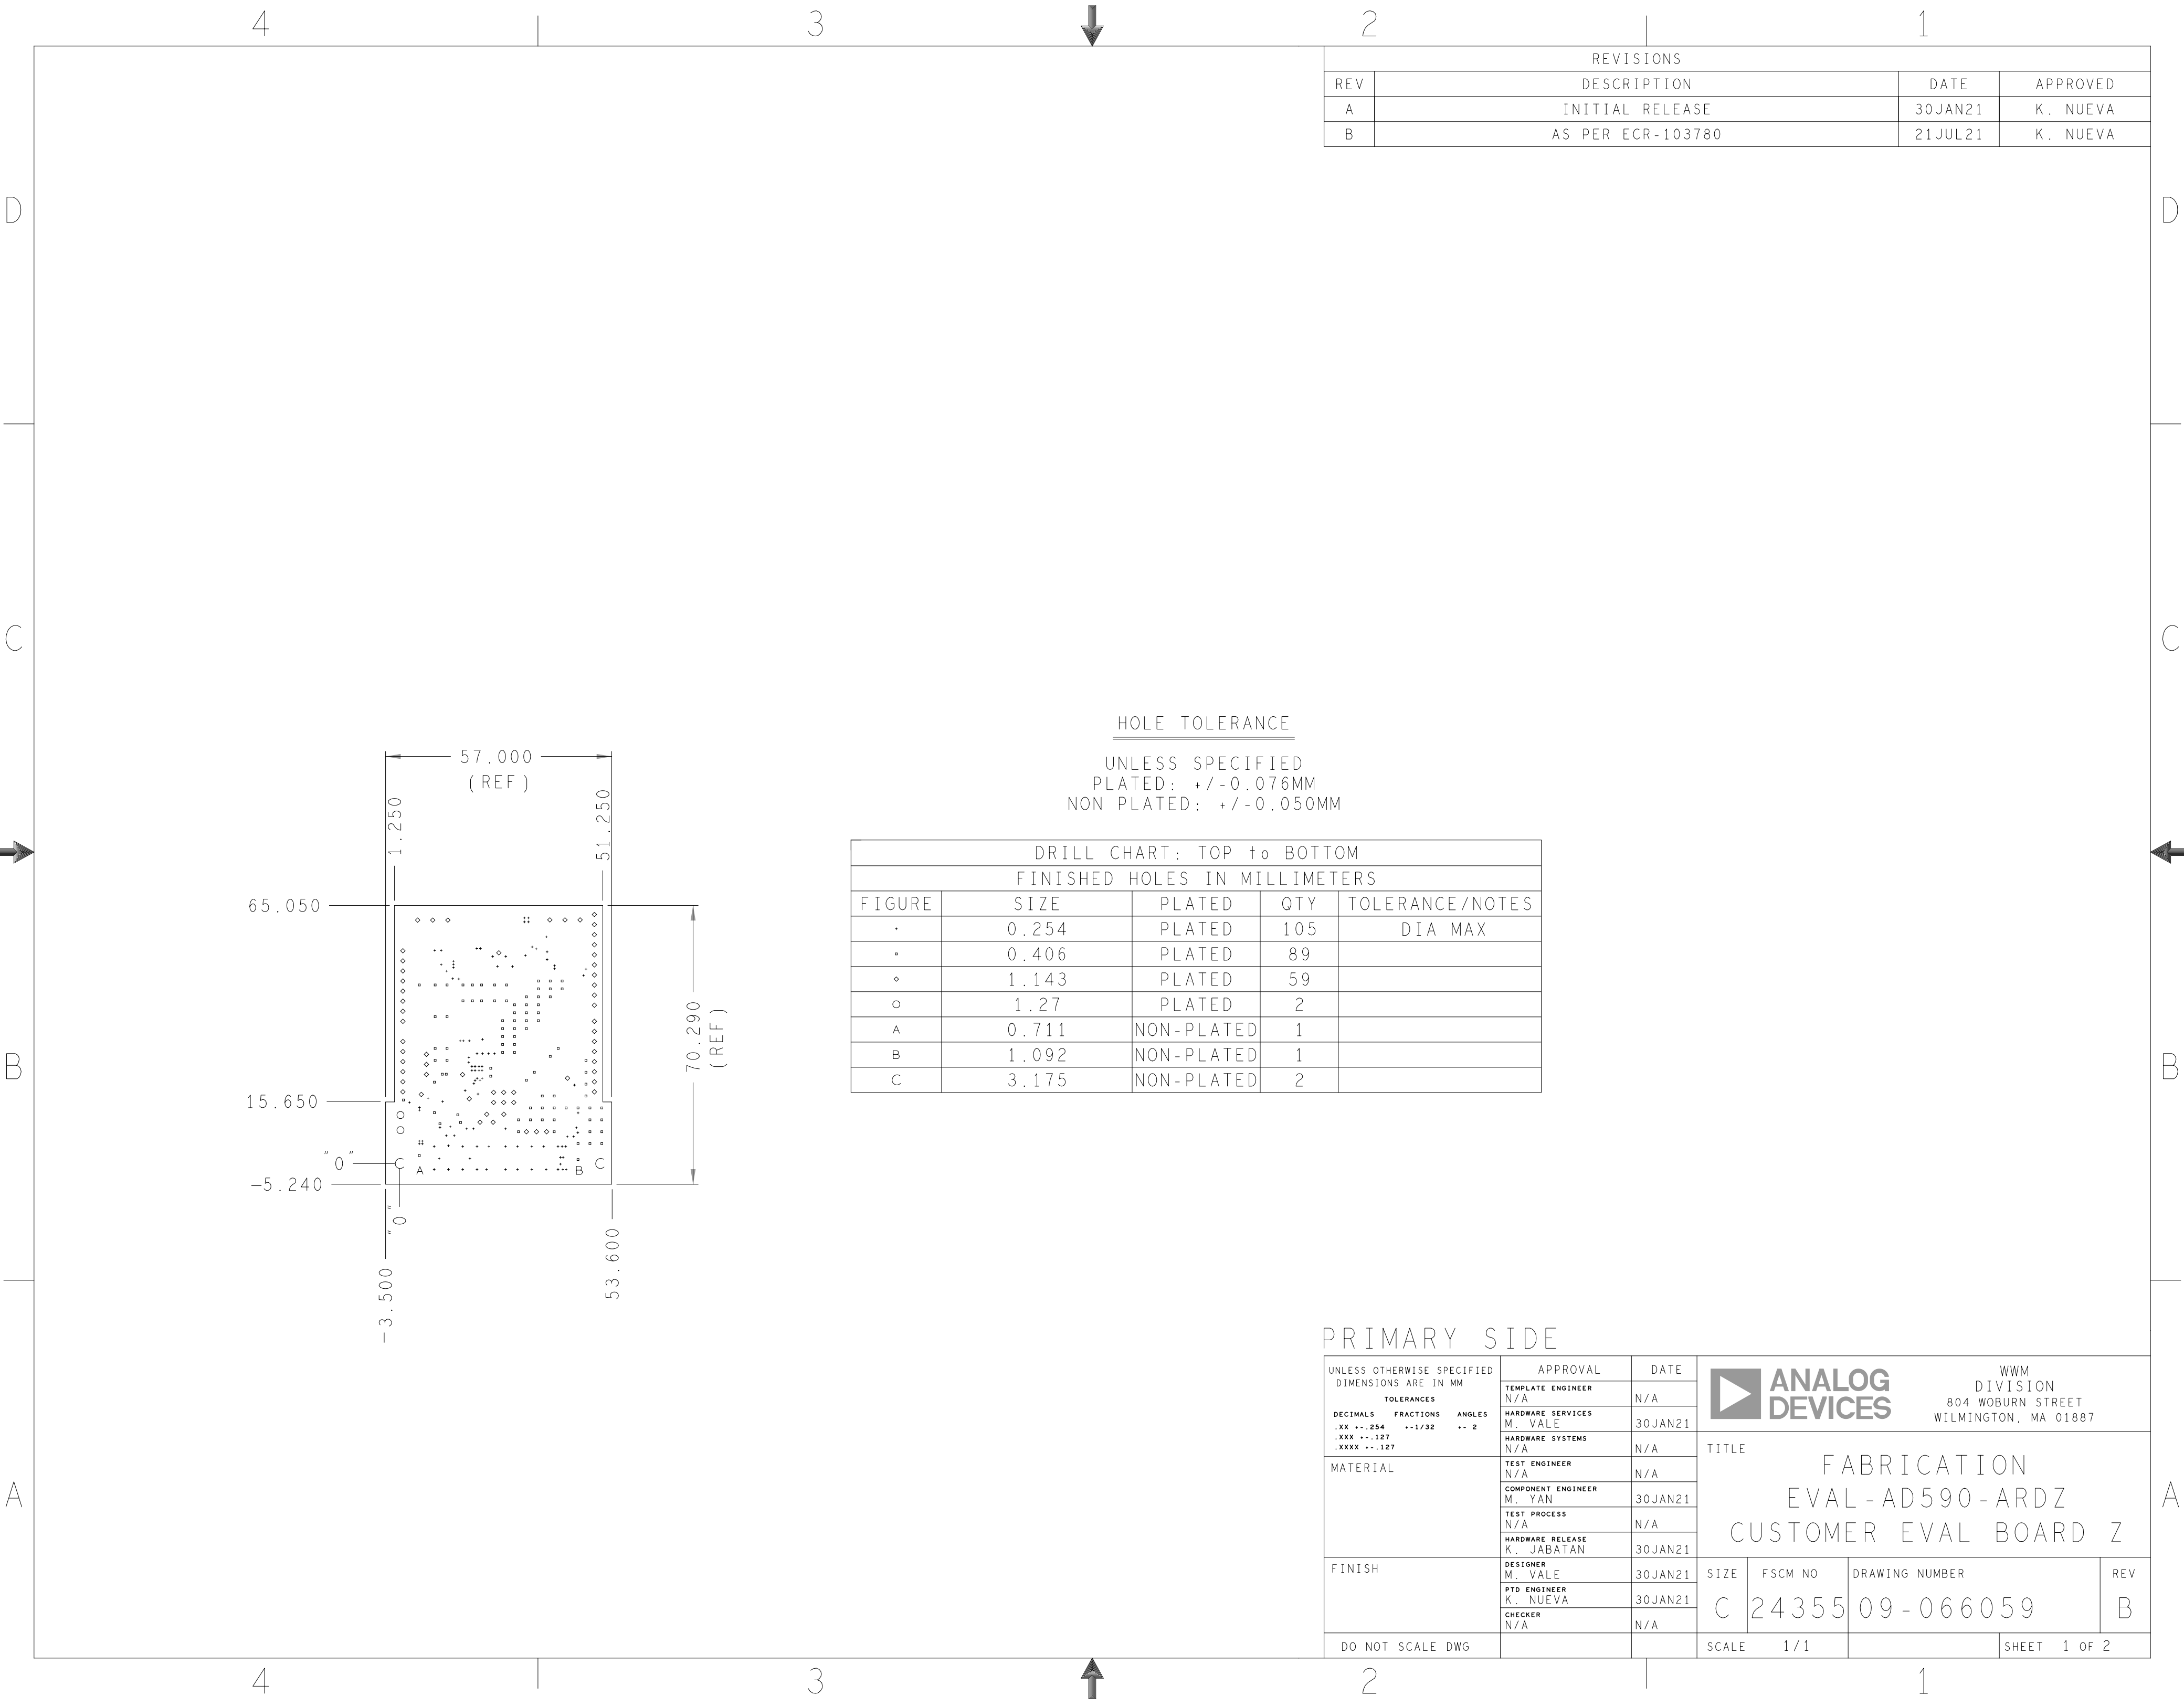 4 3 2 1
REVISIONS
REV DESCRIPTION DATE APPROVED
A INITIAL RELEASE 30JAN21 K. NUEVA
B AS PER ECR-103780 21JUL21 K. NUEVA
D D
C C
HOLE TOLERANCE
UNLESS SPECIFIED
PLATED: +/-0.076MM
NON PLATED: +/-0.050MM
57.000
(REF)
1.250
51.250
65.050
70.290
(REF)
15.650
"0"
-5.240
"0"
-3.500
53.600
C A B C
DRILL CHART: TOP to BOTTOM
FINISHED HOLES IN MILLIMETERS
FIGURE SIZE PLATED QTY TOLERANCE/NOTES
0.254 PLATED 105 DIA MAX
0.406 PLATED 89
1.143 PLATED 59
1.27 PLATED 2
A 0.711 NON-PLATED 1
B 1.092 NON-PLATED 1
C 3.175 NON-PLATED 2
B B
PRIMARY SIDE
UNLESS OTHERWISE SPECIFIED
DIMENSIONS ARE IN MM
TOLERANCES
DECIMALS FRACTIONS ANGLES
.XX +-.254 +-1/32 +- 2
.XXX +-.127
.XXXX +-.127
MATERIAL
FINISH
DO NOT SCALE DWG
APPROVAL DATE
TEMPLATE ENGINEER
N/A N/A
HARDWARE SERVICES
M. VALE 30JAN21
HARDWARE SYSTEMS
N/A N/A
TEST ENGINEER
N/A N/A
COMPONENT ENGINEER
M. YAN 30JAN21
TEST PROCESS
N/A N/A
HARDWARE RELEASE
K. JABATAN 30JAN21
DESIGNER
M. VALE 30JAN21
PTD ENGINEER
K. NUEVA 30JAN21
CHECKER
N/A N/A
ANALOG
DEVICES
WWM
DIVISION
804 WOBURN STREET
WILMINGTON, MA 01887
TITLE
FABRICATION
EVAL-AD590-ARDZ
CUSTOMER EVAL BOARD Z
SIZE FSCM NO DRAWING NUMBER REV
C 24355 09-066059 B
SCALE 1/1 SHEET 1 OF 2
A A
4 3 2 1